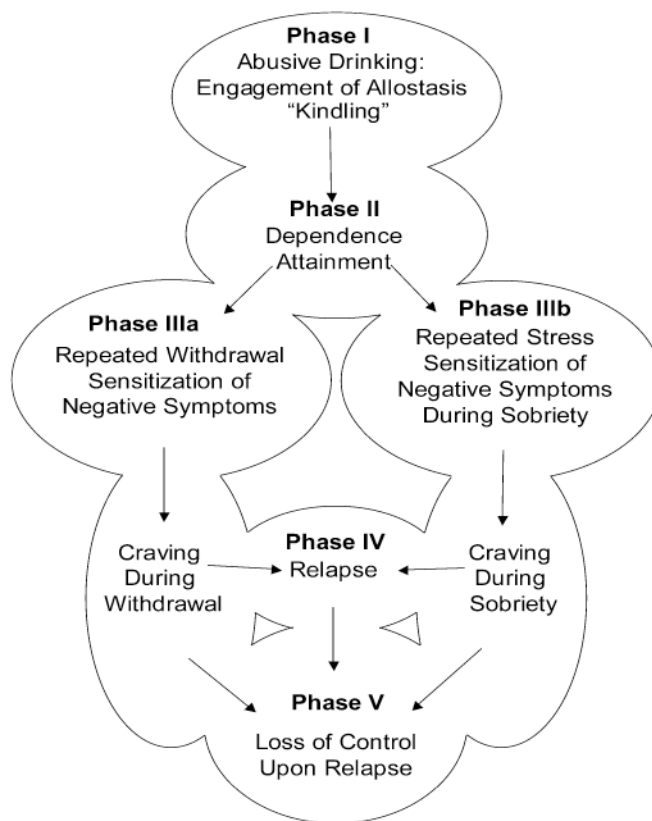 Phase I
Abusive Drinking:
Engagement of Allostasis
“Kindling”
Phase II
Dependence
Attainment
Phase IIIa
Repeated Withdrawal
Sensitization of
Negative Symptoms
Phase IIIb
Repeated Stress
Sensitization of
Negative Symptoms
During Sobriety
Craving
During
Withdrawal
Phase IV
Relapse
Craving
During
Sobriety
Phase V
Loss of Control
Upon Relapse